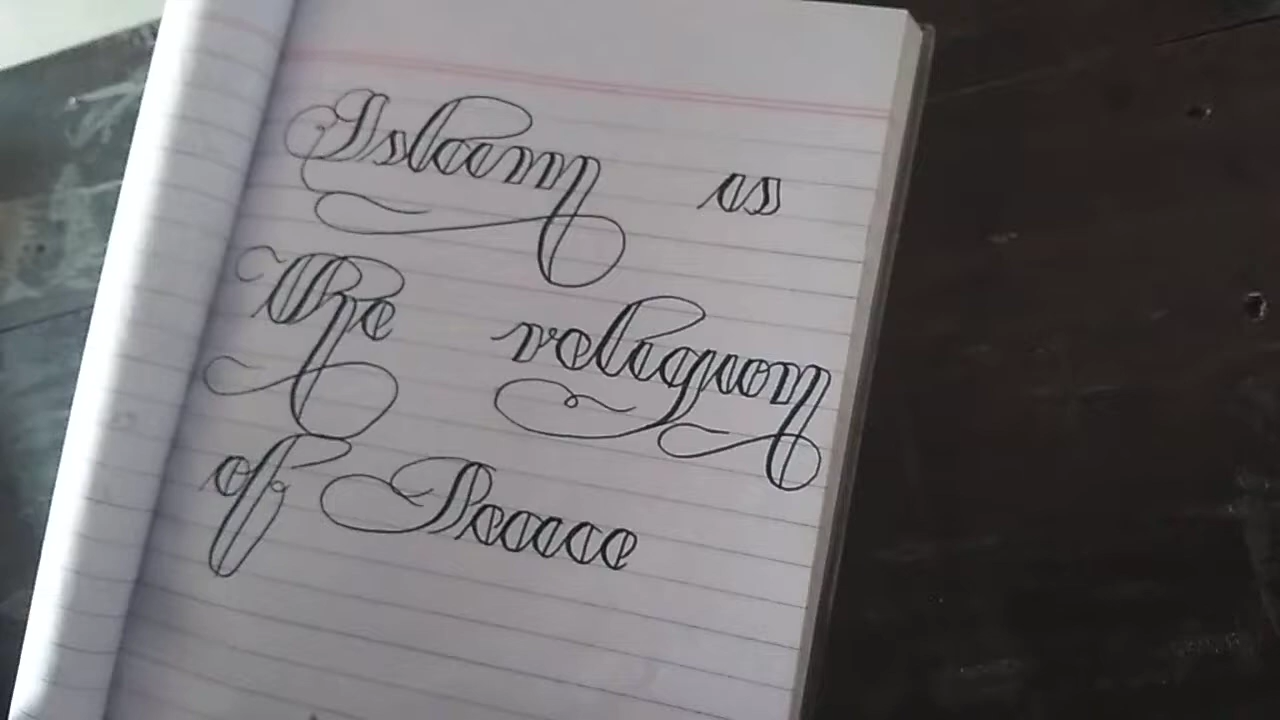 Islam is
The religion
of Peace